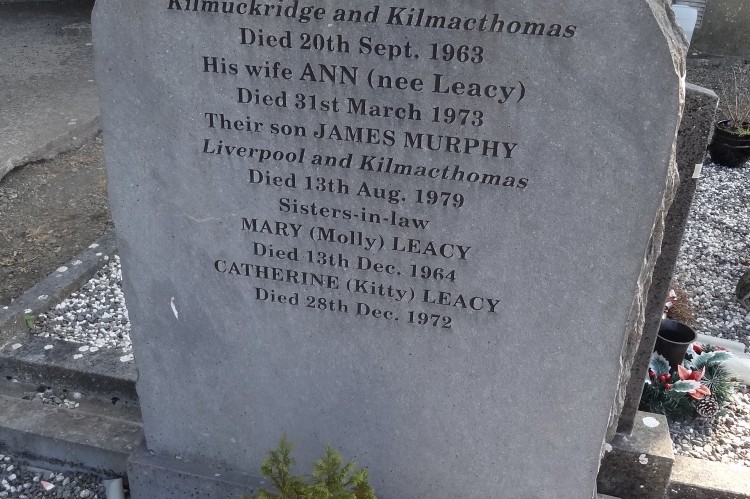 Kilmuckridge and Kilmacthomas
Died 20th Sept. 1963
His wife ANN (nee Leacy)
Died 31st March 1973
Their son JAMES MURPHY
Liverpool and Kilmacthomas
Died 13th Aug. 1979
Sisters-in-law
MARY (Molly) LEACY
Died 13th Dec. 1964
CATHERINE (Kitty) LEACY
Died 28th Dec. 1972